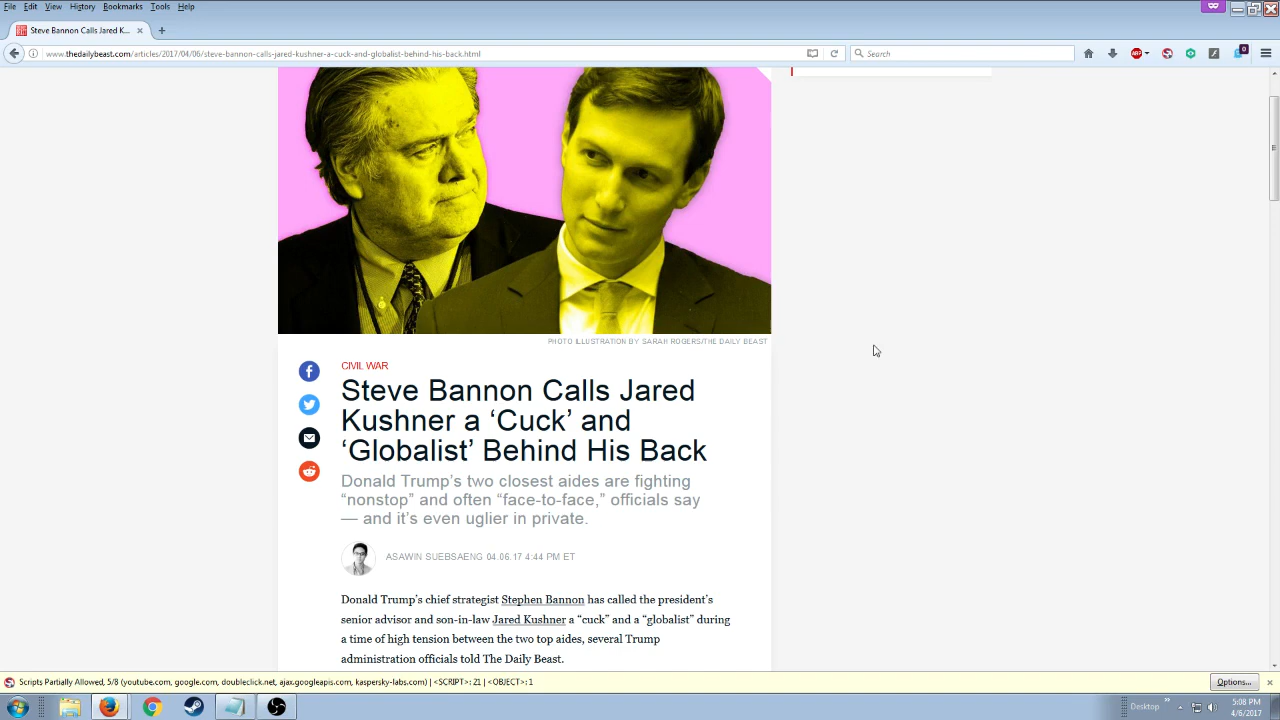 File Edit View History Bookmarks Tools Help
Steve Bannon Calls Jared K...
www.thedailybeast.com/articles/2017/04/06/steve-bannon-calls-jared-kushner-a-cuck-and-globalist-behind-his-back.html
Search
ABP
0
PHOTO ILLUSTRATION BY SARAH ROGERS/THE DAILY BEAST
CIVIL WAR
Steve Bannon Calls Jared
Kushner a ‘Cuck’ and
‘Globalist’ Behind His Back
Donald Trump’s two closest aides are fighting
“nonstop” and often “face-to-face,” officials say
— and it’s even uglier in private.
ASAWIN SUEBSAENG 04.06.17 4:44 PM ET
Donald Trump’s chief strategist Stephen Bannon has called the president’s
senior advisor and son-in-law Jared Kushner a “cuck” and a “globalist” during
a time of high tension between the two top aides, several Trump
administration officials told The Daily Beast.
Scripts Partially Allowed, 5/8 (youtube.com, google.com, doubleclick.net, ajax.googleapis.com, kaspersky-labs.com) | <SCRIPT>: 21 | <OBJECT>: 1
Options...
Desktop
5:08 PM
4/6/2017